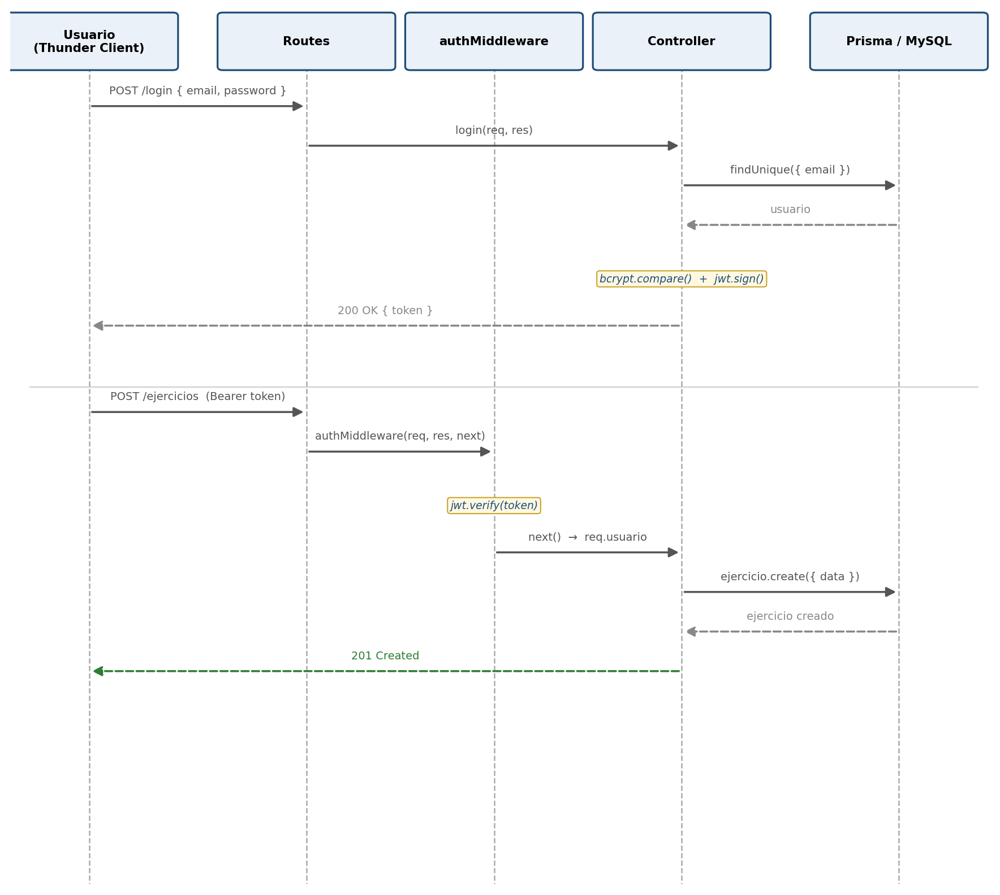 Usuario
(Thunder Client)
Routes
authMiddleware
Controller
Prisma / MySQL
POST /login { email, password }
login(req, res)
findUnique({ email })
usuario
bcrypt.compare()  +  jwt.sign()
200 OK { token }
POST /ejercicios  (Bearer token)
authMiddleware(req, res, next)
jwt.verify(token)
next()  →  req.usuario
ejercicio.create({ data })
ejercicio creado
201 Created